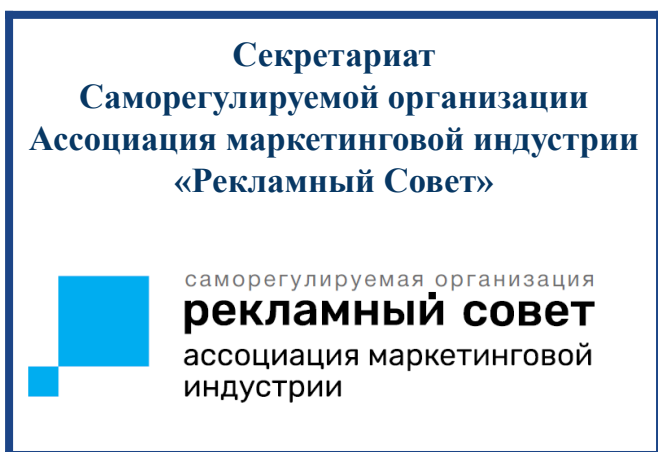 Секретариат
Саморегулируемой организации
Ассоциация маркетинговой индустрии
«Рекламный Совет»
саморегулируемая организация
рекламный совет
ассоциация маркетинговой
индустрии